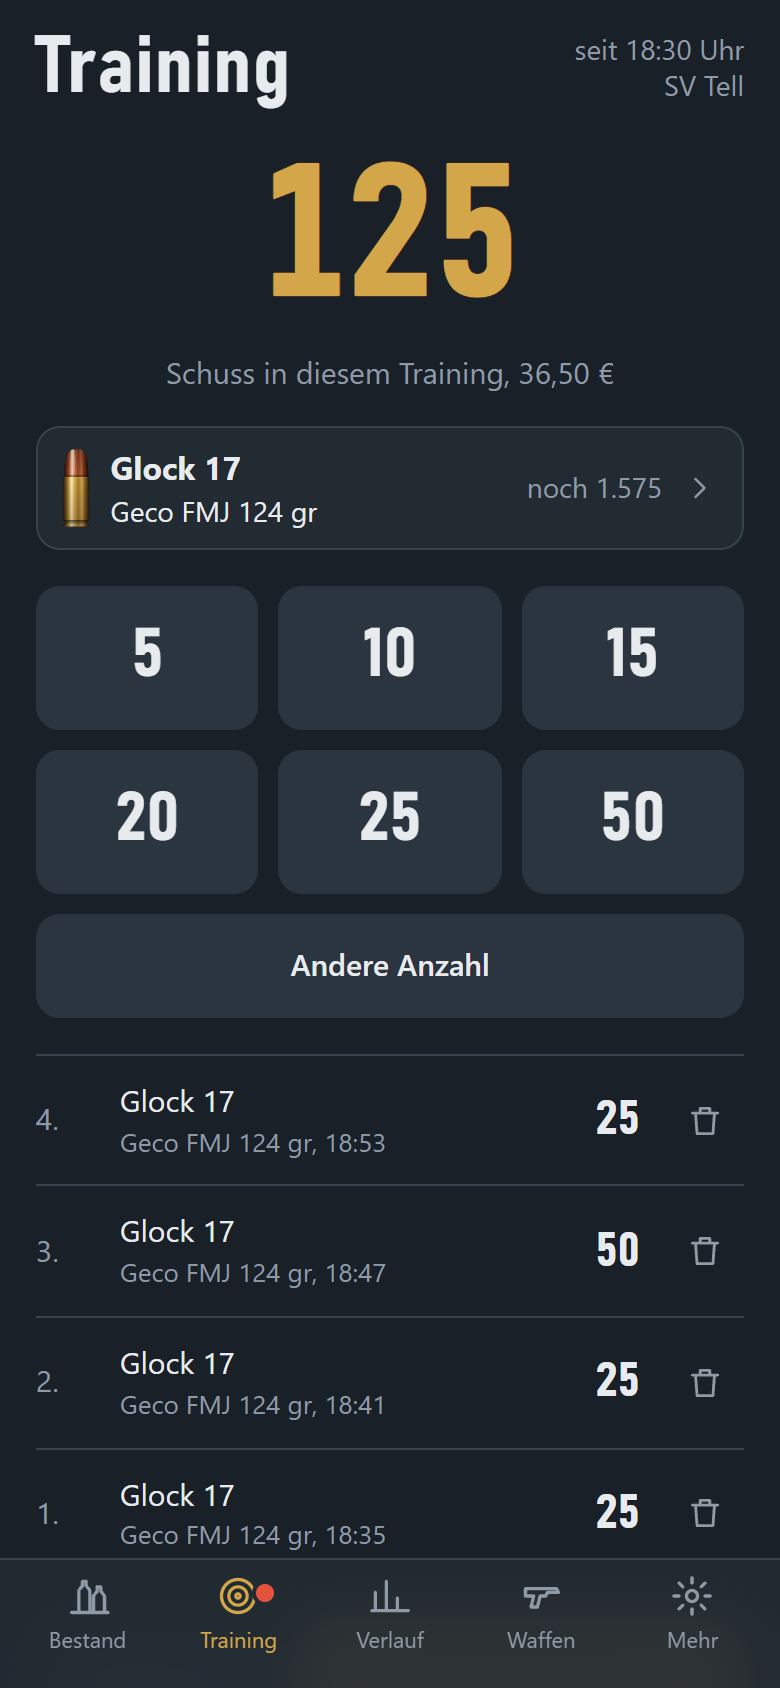 Training
seit 18:30 Uhr
SV Tell
125
Schuss in diesem Training, 36,50 €
Glock 17
Geco FMJ 124 gr
noch 1.575
5
10
15
20
25
50
Andere Anzahl
4.
Glock 17
Geco FMJ 124 gr, 18:53
25
3.
Glock 17
Geco FMJ 124 gr, 18:47
50
2.
Glock 17
Geco FMJ 124 gr, 18:41
25
1.
Glock 17
Geco FMJ 124 gr, 18:35
25
Bestand
Training
Verlauf
Waffen
Mehr